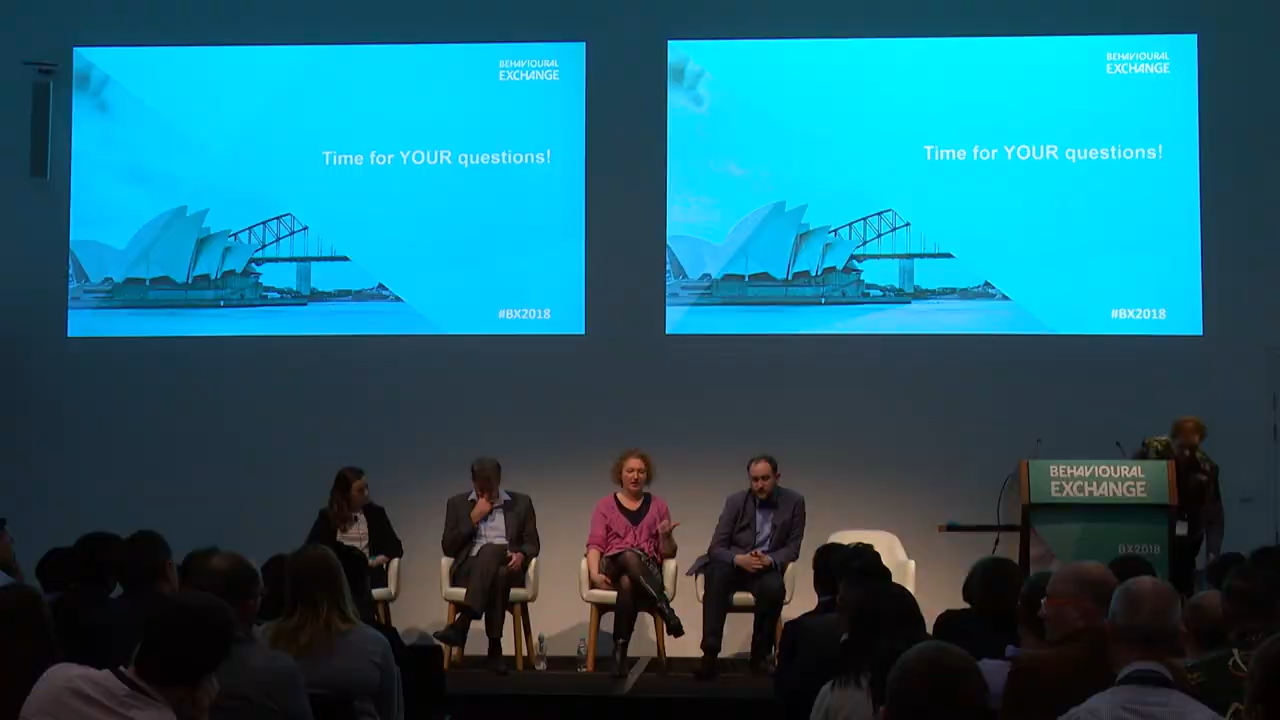 BEHAVIOURAL
EXCHANGE
Time for YOUR questions!
#BX2018
BEHAVIOURAL
EXCHANGE
Time for YOUR questions!
#BX2018
BEHAVIOURAL
EXCHANGE
BX2018